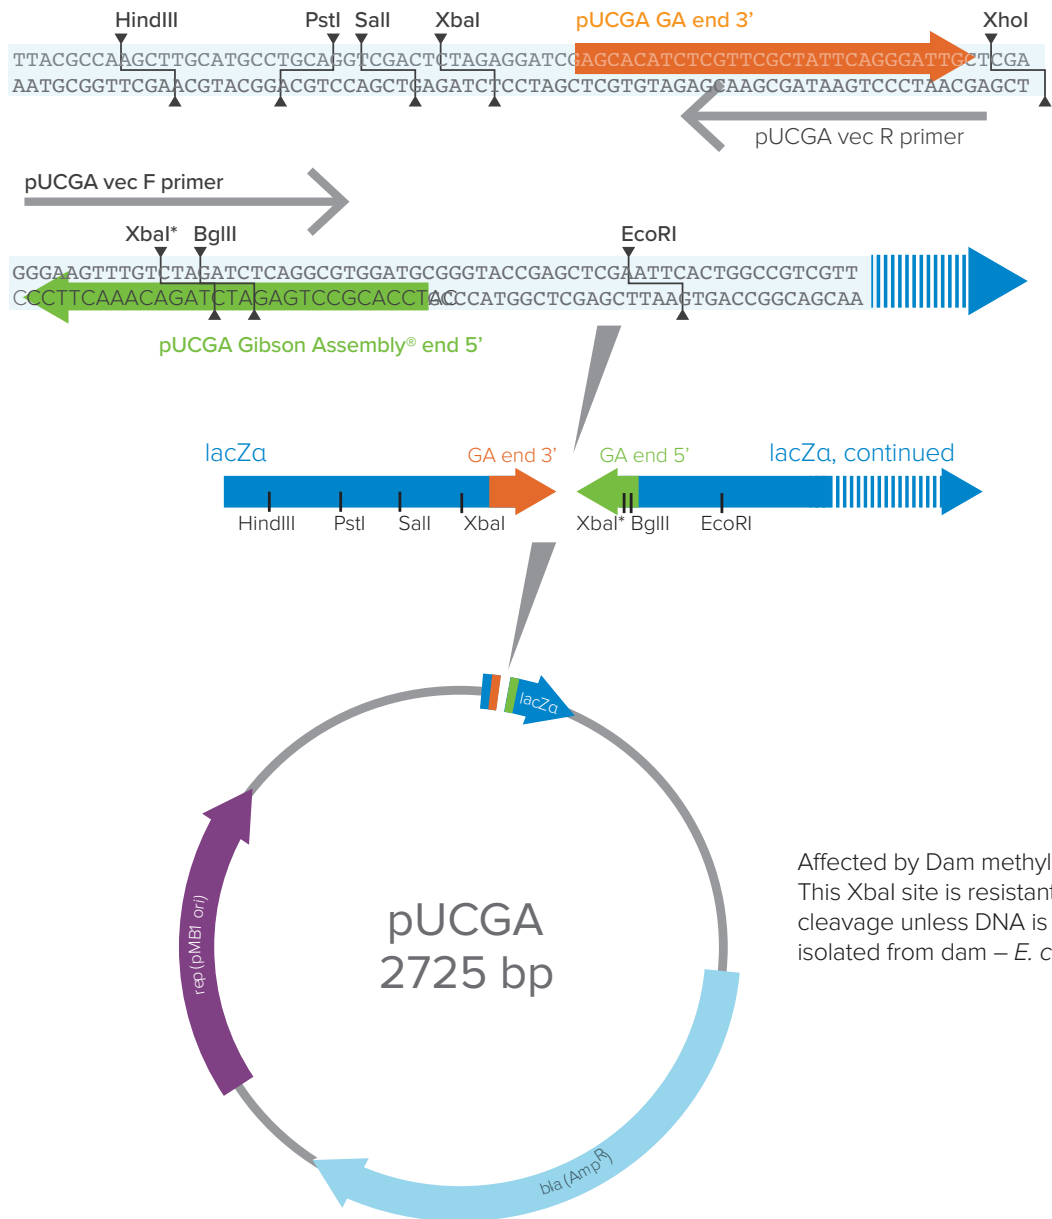 HindIII PstI SalI XbaI pUCGA GA end 3’ XhoI
TTACGCCAAGCTTGCATGCCTGCAGGTCGACTCTAGAGGATCGAGCACATCTCGTTCGCTATTCAGGGATTGCTCGA
AATGCGGTTCGAACGTACGGACGTCCAGCTGAGATCTCCTAGCTCGTGTAGAGCAAGCGATAAGTCCCTAACGAGCT
pUCGA vec R primer
pUCGA vec F primer
XbaI* BglII EcoRI
GGGAAGTTTGTCTAGATCTCAGGCGTGGATGCGGGTACCGAGCTCGAATTCACTGGCCGTCGTT
CCCTTCAAACAGATCTAGAGTCCGCACCTACGCCCATGGCTCGAGCTTAAGTGACCGGCAGCAA
pUCGA Gibson Assembly® end 5’
lacZα GA end 3’ GA end 5’ lacZα, continued
HindIII PstI SalI XbaI XbaI* BglII EcoRI
lacZα
rep (pMB1 ori)
pUCGA
2725 bp
bla (AmpR)
Affected by Dam methyl
This XbaI site is resistant
cleavage unless DNA is
isolated from dam – E. c